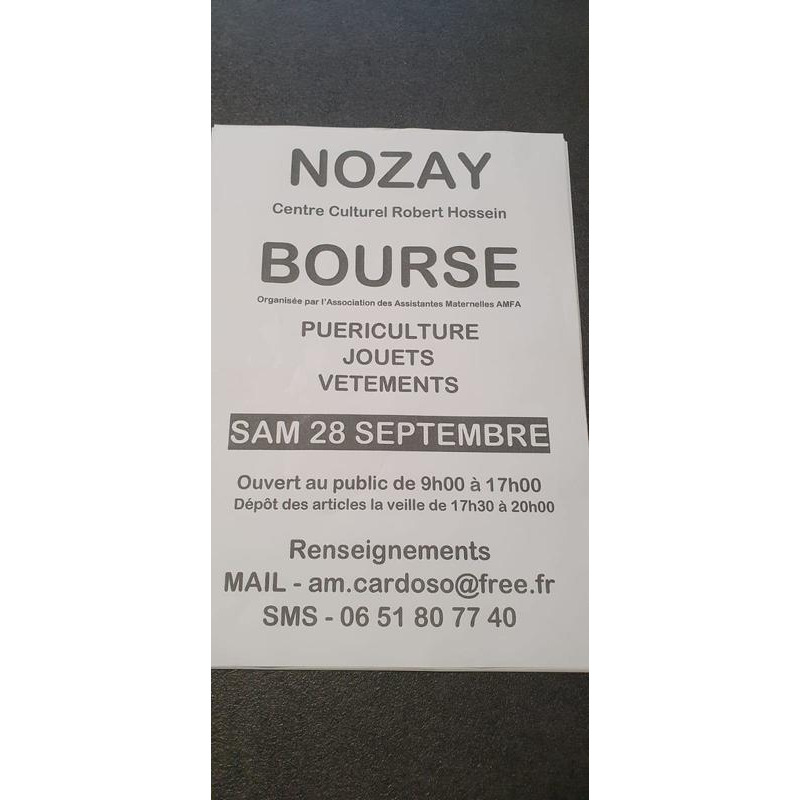 NOZAY
Centre Culturel Robert Hossein
BOURSE
Organisée par l'Association des Assistantes Maternelles AMFA
PUERICULTURE
JOUETS
VETEMENTS
SAM 28 SEPTEMBRE
Ouvert au public de 9h00 à 17h00
Dépôt des articles la veille de 17h30 à 20h00
Renseignements
MAIL - am.cardoso@free.fr
SMS - 06 51 80 77 40